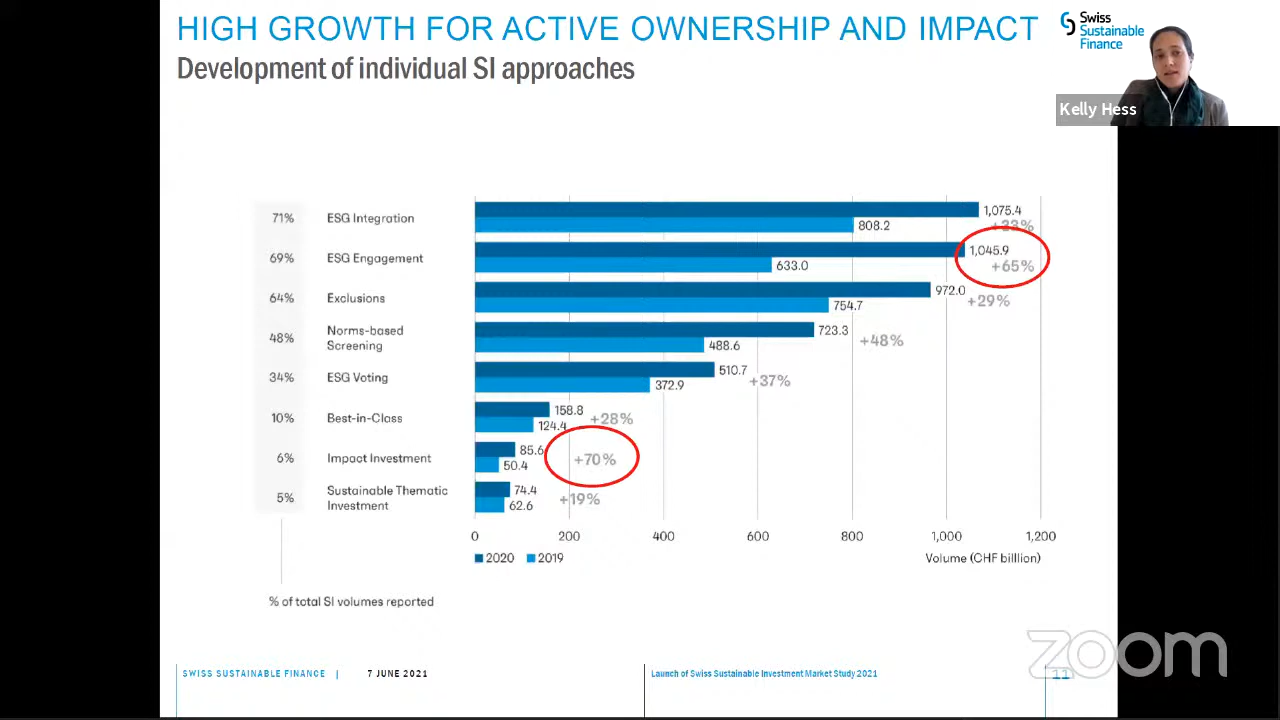 HIGH GROWTH FOR ACTIVE OWNERSHIP AND IMPACT
Development of individual SI approaches
Swiss
Sustainable
Finance
Kelly Hess
71% ESG Integration 1,075.4
808.2 +33%
69% ESG Engagement 1,045.9
633.0 +65%
64% Exclusions 972.0
754.7 +29%
48% Norms-based
Screening 723.3
488.6 +48%
34% ESG Voting 510.7
372.9 +37%
10% Best-in-Class 158.8
124.4 +28%
6% Impact Investment 85.6
50.4 +70%
5% Sustainable Thematic
Investment 74.4
62.6 +19%
0 200 400 600 800 1,000 1,200
2020 2019 Volume (CHF billlion)
% of total SI volumes reported
SWISS SUSTAINABLE FINANCE | 7 JUNE 2021 Launch of Swiss Sustainable Investment Market Study 2021 11
zoom